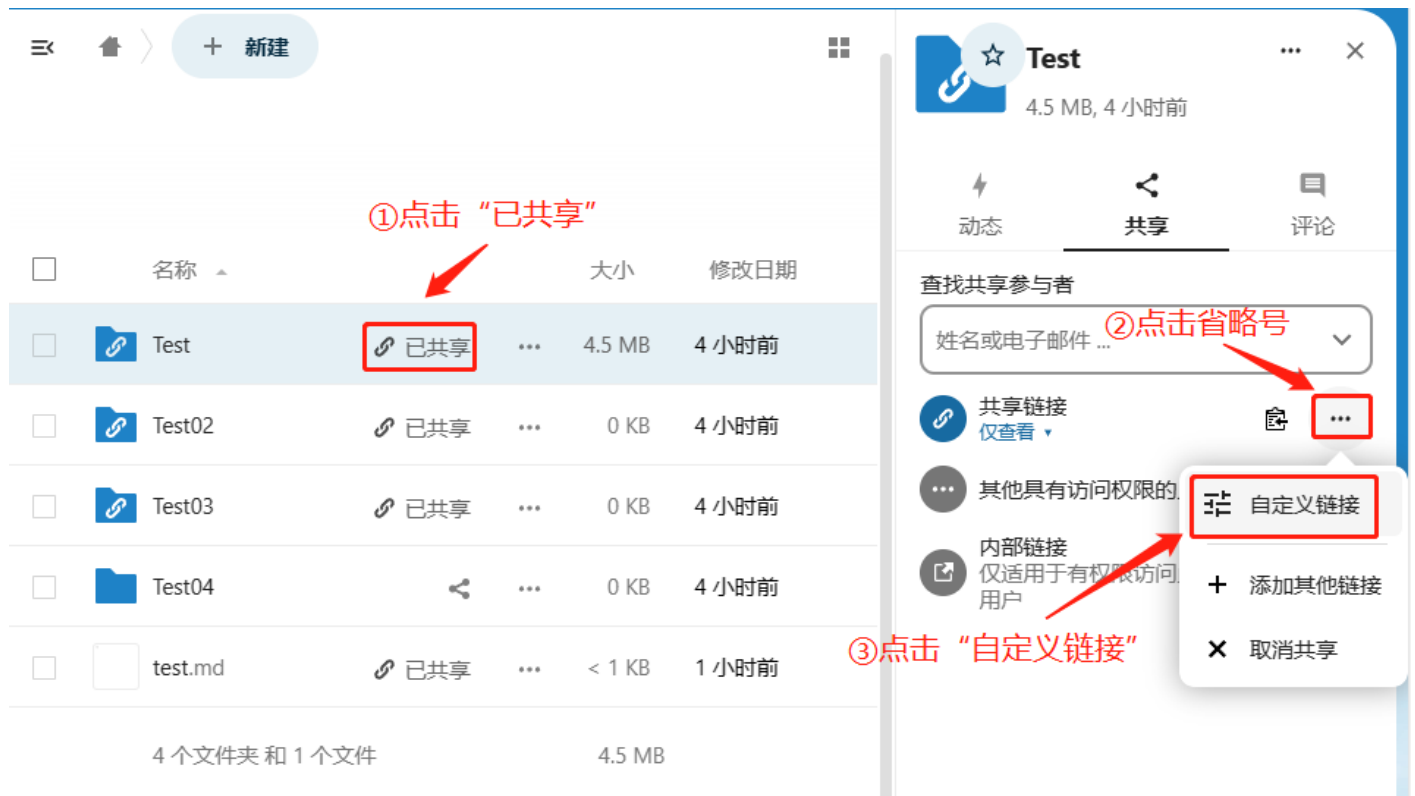 新建
①点击“已共享”
名称 大小 修改日期
Test 已共享 ... 4.5 MB 4 小时前
Test02 已共享 ... 0 KB 4 小时前
Test03 已共享 ... 0 KB 4 小时前
Test04 ... 0 KB 4 小时前
test.md 已共享 ... < 1 KB 1 小时前
4 个文件夹 和 1 个文件 4.5 MB
Test
4.5 MB, 4 小时前
动态 共享 评论
查找共享参与者
姓名或电子邮件 ...
②点击省略号
共享链接
仅查看
其他具有访问权限的
内部链接
仅适用于有权限访问
用户
自定义链接
添加其他链接
取消共享
③点击“自定义链接”